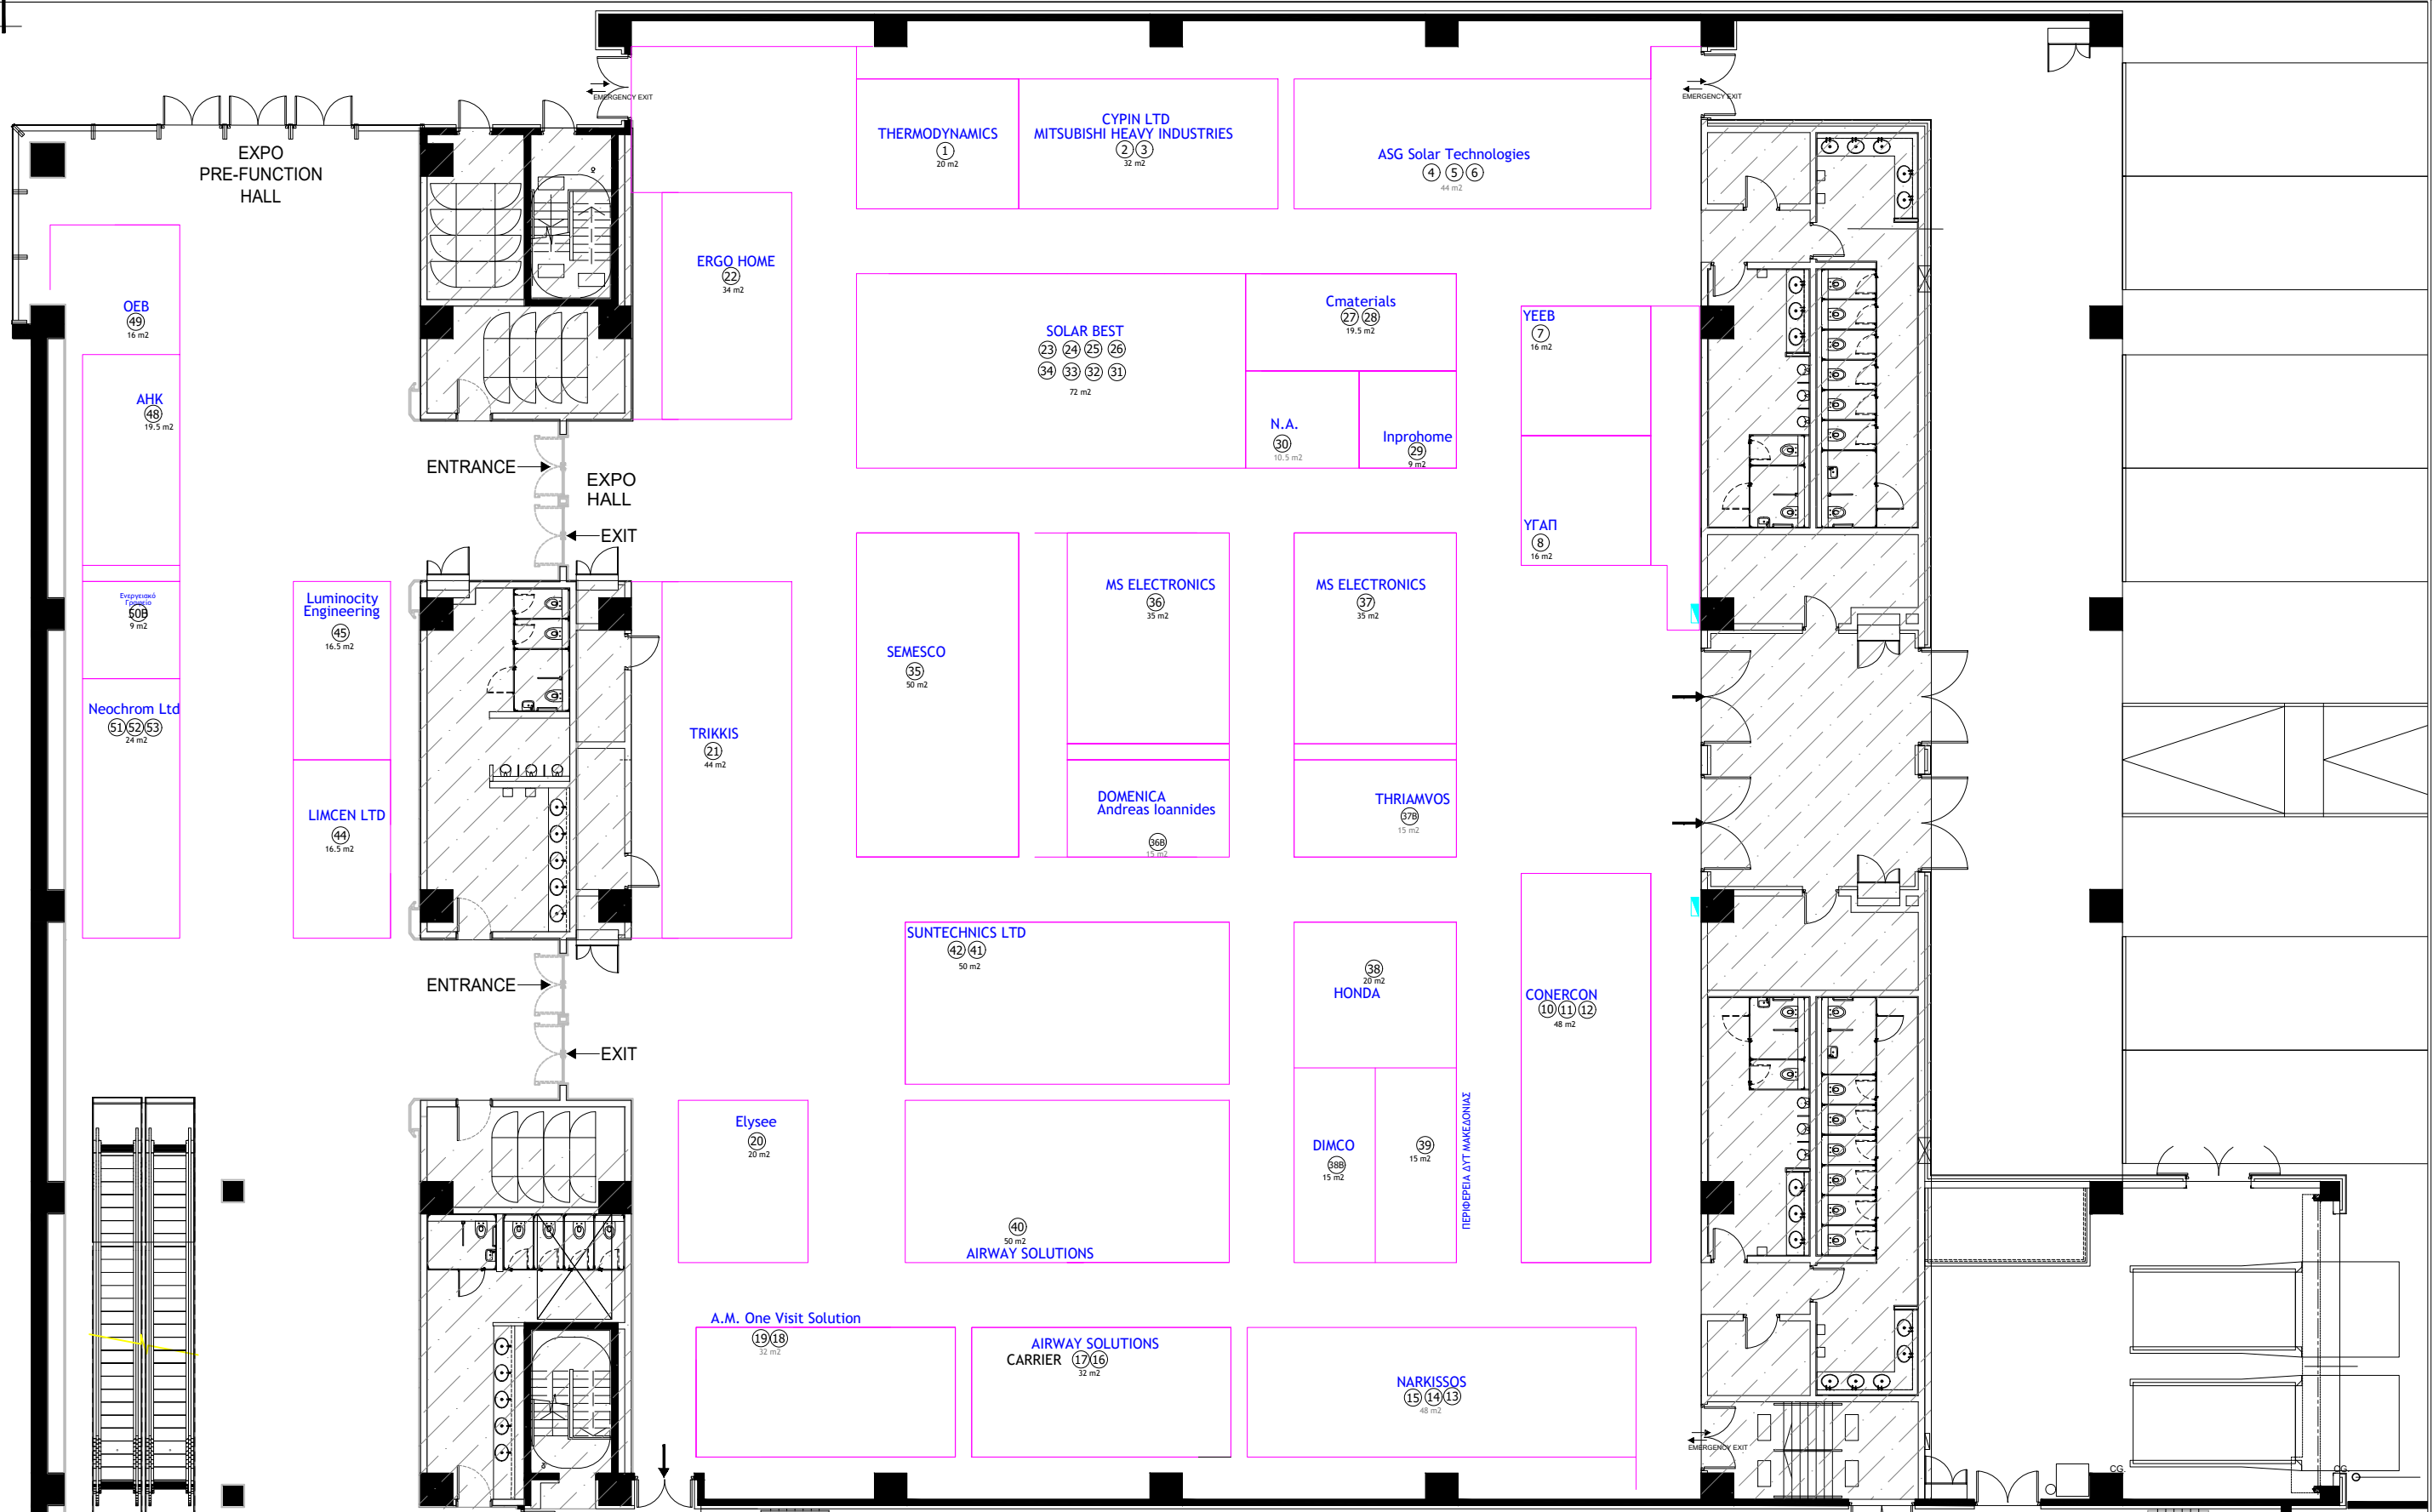 EMERGENCY EXIT
EMERGENCY EXIT
EXPO
PRE-FUNCTION
HALL
THERMODYNAMICS
1
20 m2
CYPIN LTD
MITSUBISHI HEAVY INDUSTRIES
2 3
32 m2
ASG Solar Technologies
4 5 6
44 m2
ERGO HOME
22
34 m2
OEB
49
16 m2
SOLAR BEST
23 24 25 26
34 33 32 31
72 m2
Cmaterials
27 28
19.5 m2
YEEB
7
16 m2
AHK
48
19.5 m2
N.A.
30
10.5 m2
Inprohome
29
9 m2
ENTRANCE
EXPO
HALL
EXIT
ΥΓΑΠ
8
16 m2
Ενεργειακό
Γραφείο
50B
9 m2
Luminocity
Engineering
45
16.5 m2
SEMESCO
35
50 m2
MS ELECTRONICS
36
35 m2
MS ELECTRONICS
37
35 m2
Neochrom Ltd
51 52 53
24 m2
TRIKKIS
21
44 m2
LIMCEN LTD
44
16.5 m2
DOMENICA
Andreas Ioannides
36B
15 m2
THRIAMVOS
37B
15 m2
SUNTECHNICS LTD
42 41
50 m2
38
20 m2
HONDA
CONERCON
10 11 12
48 m2
ENTRANCE
EXIT
Elysee
20
20 m2
DIMCO
38B
15 m2
39
15 m2
ΠΕΡΙΦΕΡΕΙΑ ΔΥΤ ΜΑΚΕΔΟΝΙΑΣ
40
50 m2
AIRWAY SOLUTIONS
A.M. One Visit Solution
19 18
32 m2
AIRWAY SOLUTIONS
CARRIER 17 16
32 m2
NARKISSOS
15 14 13
48 m2
EMERGENCY EXIT
CG.
CG.